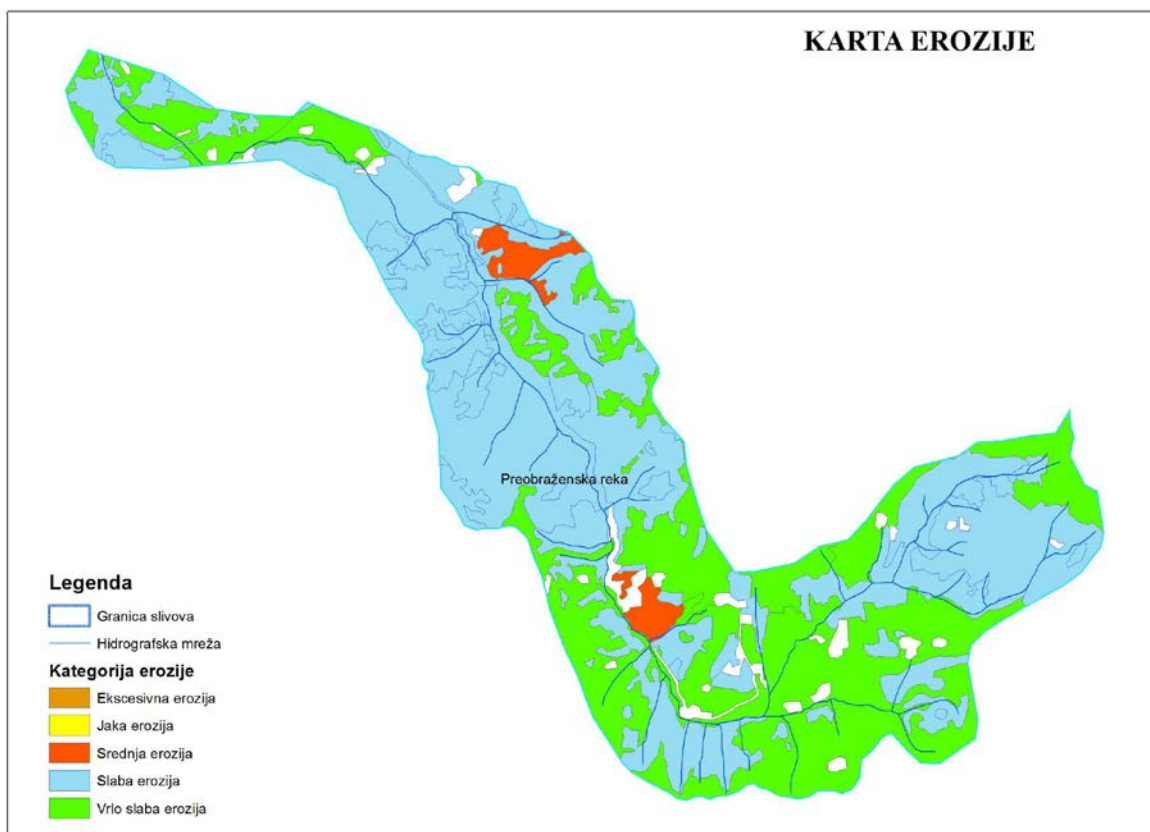 KARTA EROZIJE
Preobraženska reka
Legenda
Granica slivova
Hidrografska mreža
Kategorija erozije
Ekscesivna erozija
Jaka erozija
Srednja erozija
Slaba erozija
Vrlo slaba erozija